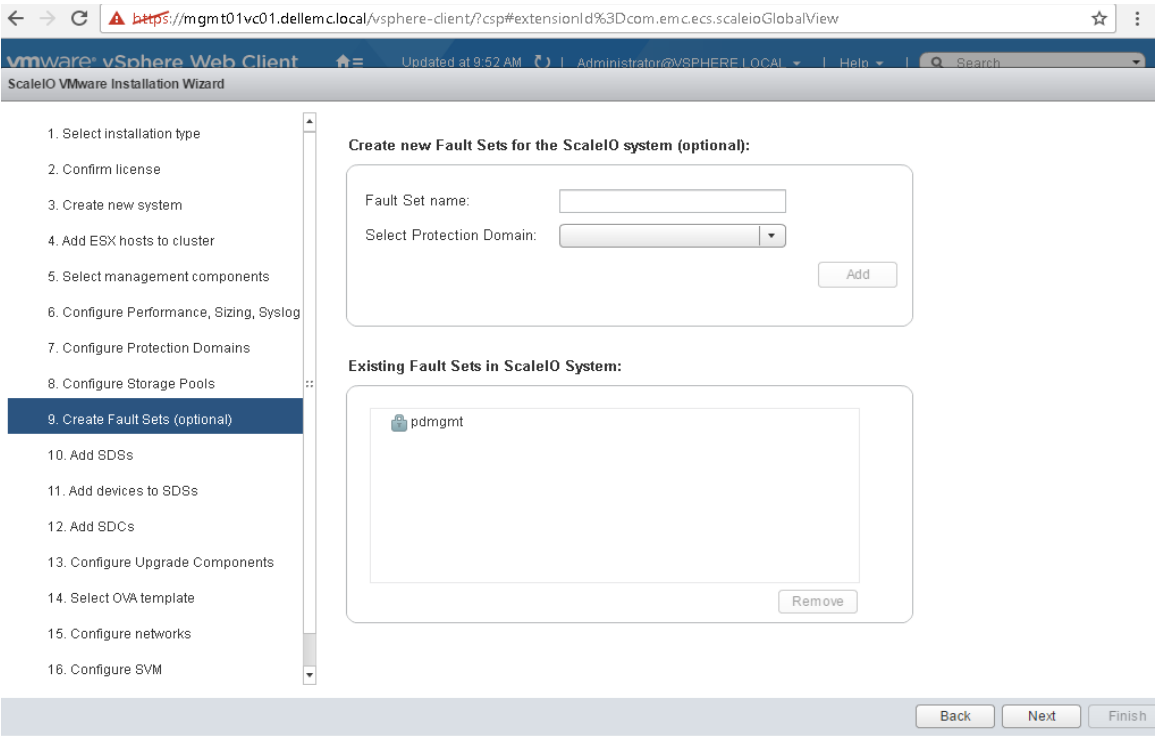 https://mgmt01vc01.dellemc.local/vsphere-client/?csp#extensionId%3Dcom.emc.ecs.scaleioGlobalView
vmware® vSphere Web Client Updated at 9:52 AM | Administrator@VSPHERE.LOCAL | Help | Search
ScaleIO VMware Installation Wizard
1. Select installation type
2. Confirm license
3. Create new system
4. Add ESX hosts to cluster
5. Select management components
6. Configure Performance, Sizing, Syslog
7. Configure Protection Domains
8. Configure Storage Pools
9. Create Fault Sets (optional)
10. Add SDSs
11. Add devices to SDSs
12. Add SDCs
13. Configure Upgrade Components
14. Select OVA template
15. Configure networks
16. Configure SVM
Create new Fault Sets for the ScaleIO system (optional):
Fault Set name:
Select Protection Domain:
Add
Existing Fault Sets in ScaleIO System:
pdmgmt
Remove
Back Next Finish